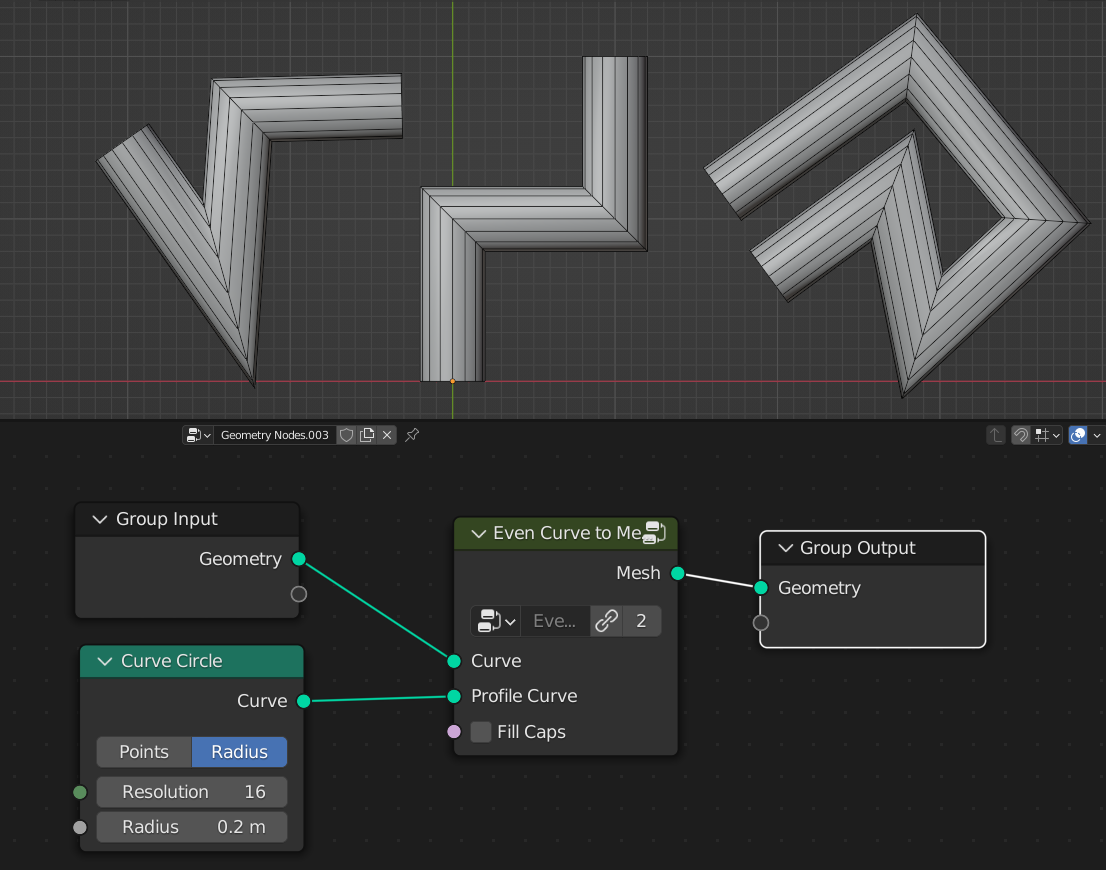 Geometry Nodes.003
Group Input
Geometry
Curve Circle
Curve
Points Radius
Resolution 16
Radius 0.2 m
Even Curve to Me
Mesh
Eve... 2
Curve
Profile Curve
Fill Caps
Group Output
Geometry